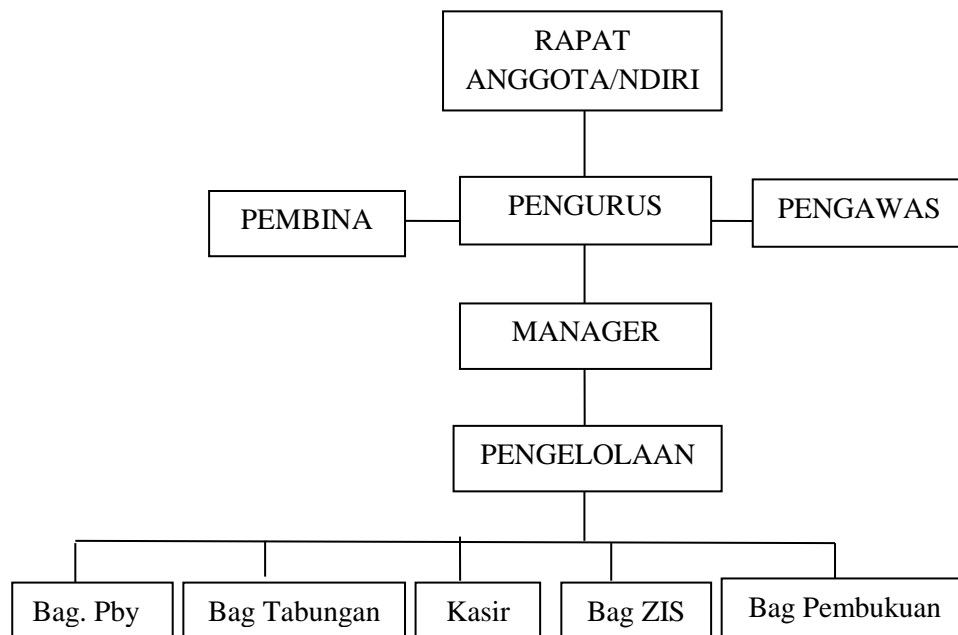 RAPAT
ANGGOTA/NDIRI
PEMBINA
PENGURUS
PENGAWAS
MANAGER
PENGELOLAAN
Bag. Pby
Bag Tabungan
Kasir
Bag ZIS
Bag Pembukuan